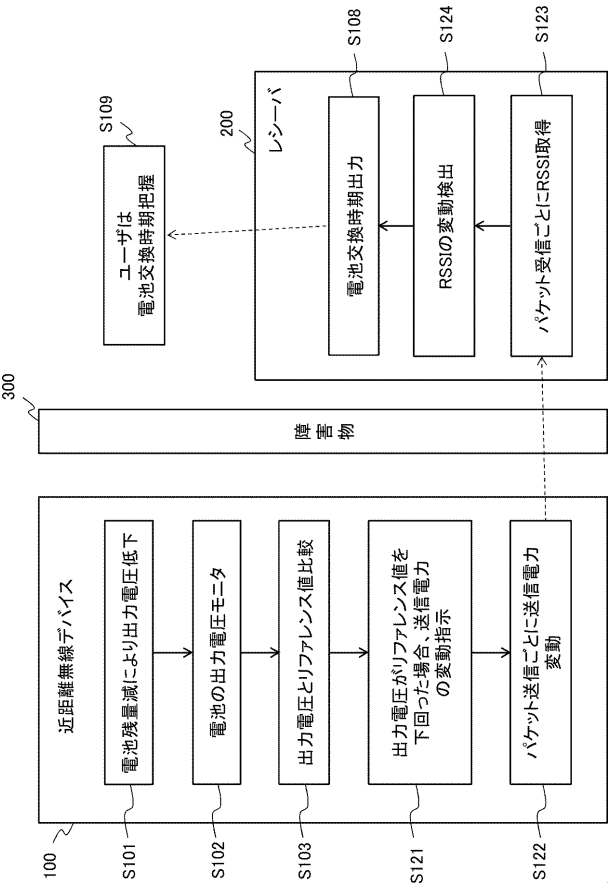 100
近距離無線デバイス
S101
電池残量減により出力電圧低下
S102
電池の出力電圧モニタ
S103
出力電圧とリファレンス値比較
S121
出力電圧がリファレンス値を
下回った場合、送信電力
の変動指示
S122
パケット送信ごとに送信電力
変動
300
障害物
200
レシーバ
S123
パケット受信ごとにRSSI取得
S124
RSSIの変動検出
S108
電池交換時期出力
S109
ユーザは
電池交換時期把握